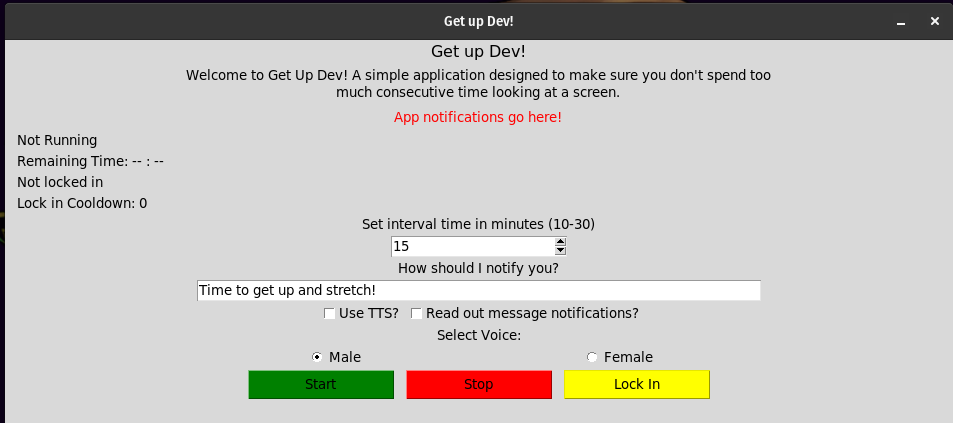 Get up Dev!
Get up Dev!
Welcome to Get Up Dev! A simple application designed to make sure you don't spend too
much consecutive time looking at a screen.
App notifications go here!
Not Running
Remaining Time: -- : --
Not locked in
Lock in Cooldown: 0
Set interval time in minutes (10-30)
15
How should I notify you?
Time to get up and stretch!
Use TTS? Read out message notifications?
Select Voice:
Male Female
Start Stop Lock In